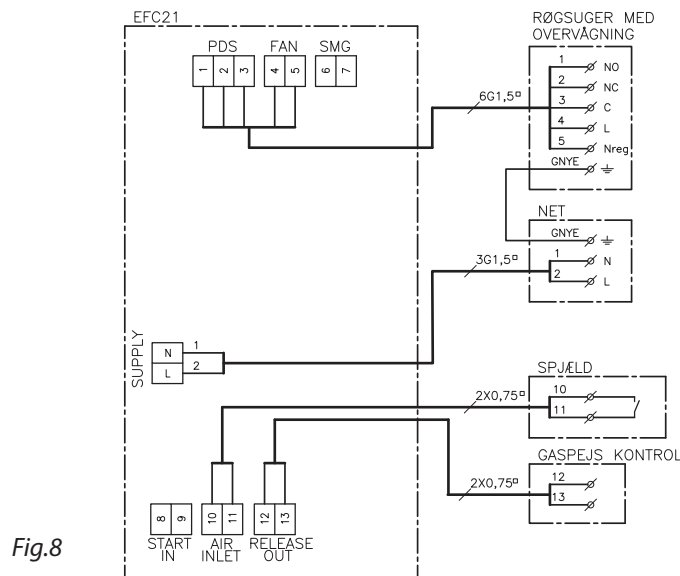 EFC21
RØGSUGER MED
OVERVÅGNING
PDS FAN SMG
1 2 3 4 5 6 7
1 NO
2 NC
6G1,5¤
3 C
4 L
5 Nreg
GNYE
NET
GNYE
3G1,5¤
1 N
2 L
SUPPLY
N 1
L 2
SPJÆLD
2X0,75¤
10
11
GASPEJS KONTROL
2X0,75¤
12
13
8 9 10 11 12 13
START IN
AIR INLET
RELEASE OUT
Fig.8